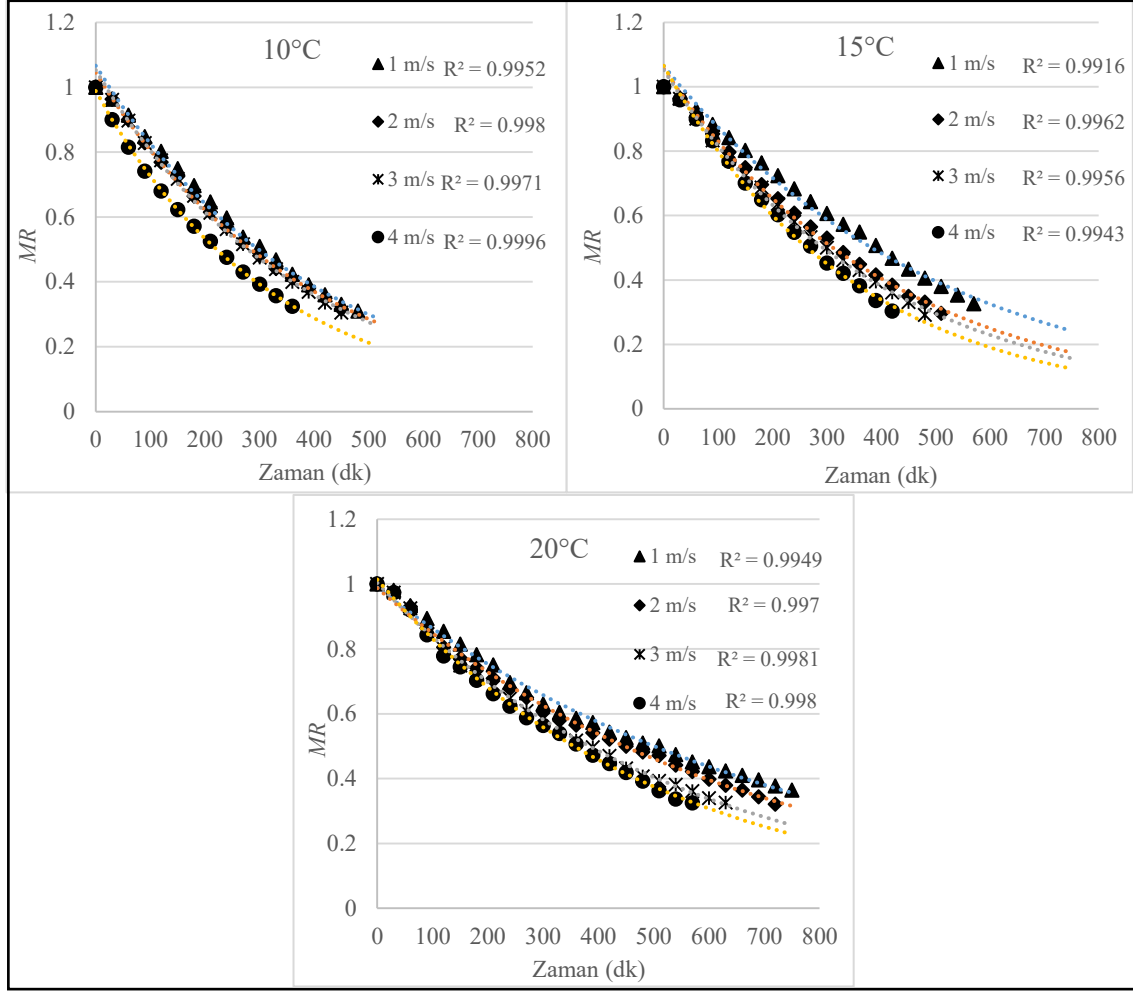 10°C
1.2
1
0.8
0.6
0.4
0.2
0
MR
1 m/s R² = 0.9952
2 m/s R² = 0.998
3 m/s R² = 0.9971
4 m/s R² = 0.9996
0 100 200 300 400 500 600 700 800
Zaman (dk)
15°C
1.2
1
0.8
0.6
0.4
0.2
0
MR
1 m/s R² = 0.9916
2 m/s R² = 0.9962
3 m/s R² = 0.9956
4 m/s R² = 0.9943
0 100 200 300 400 500 600 700 800
Zaman (dk)
20°C
1.2
1
0.8
0.6
0.4
0.2
0
MR
1 m/s R² = 0.9949
2 m/s R² = 0.997
3 m/s R² = 0.9981
4 m/s R² = 0.998
0 100 200 300 400 500 600 700 800
Zaman (dk)